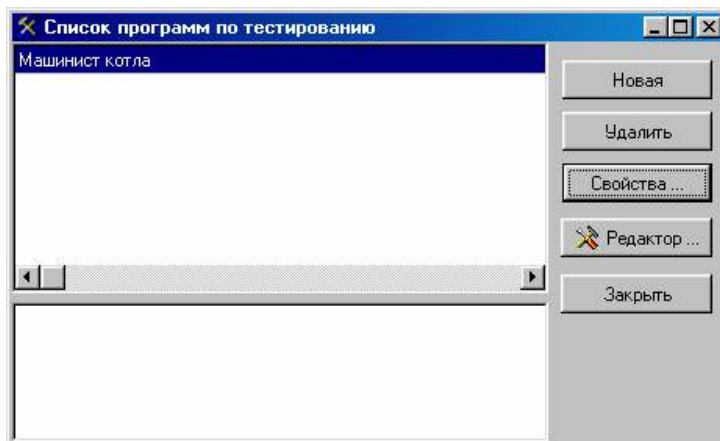 Список программ по тестированию
Машинист котла
Новая
Удалить
Свойства ...
Редактор ...
Закрыть